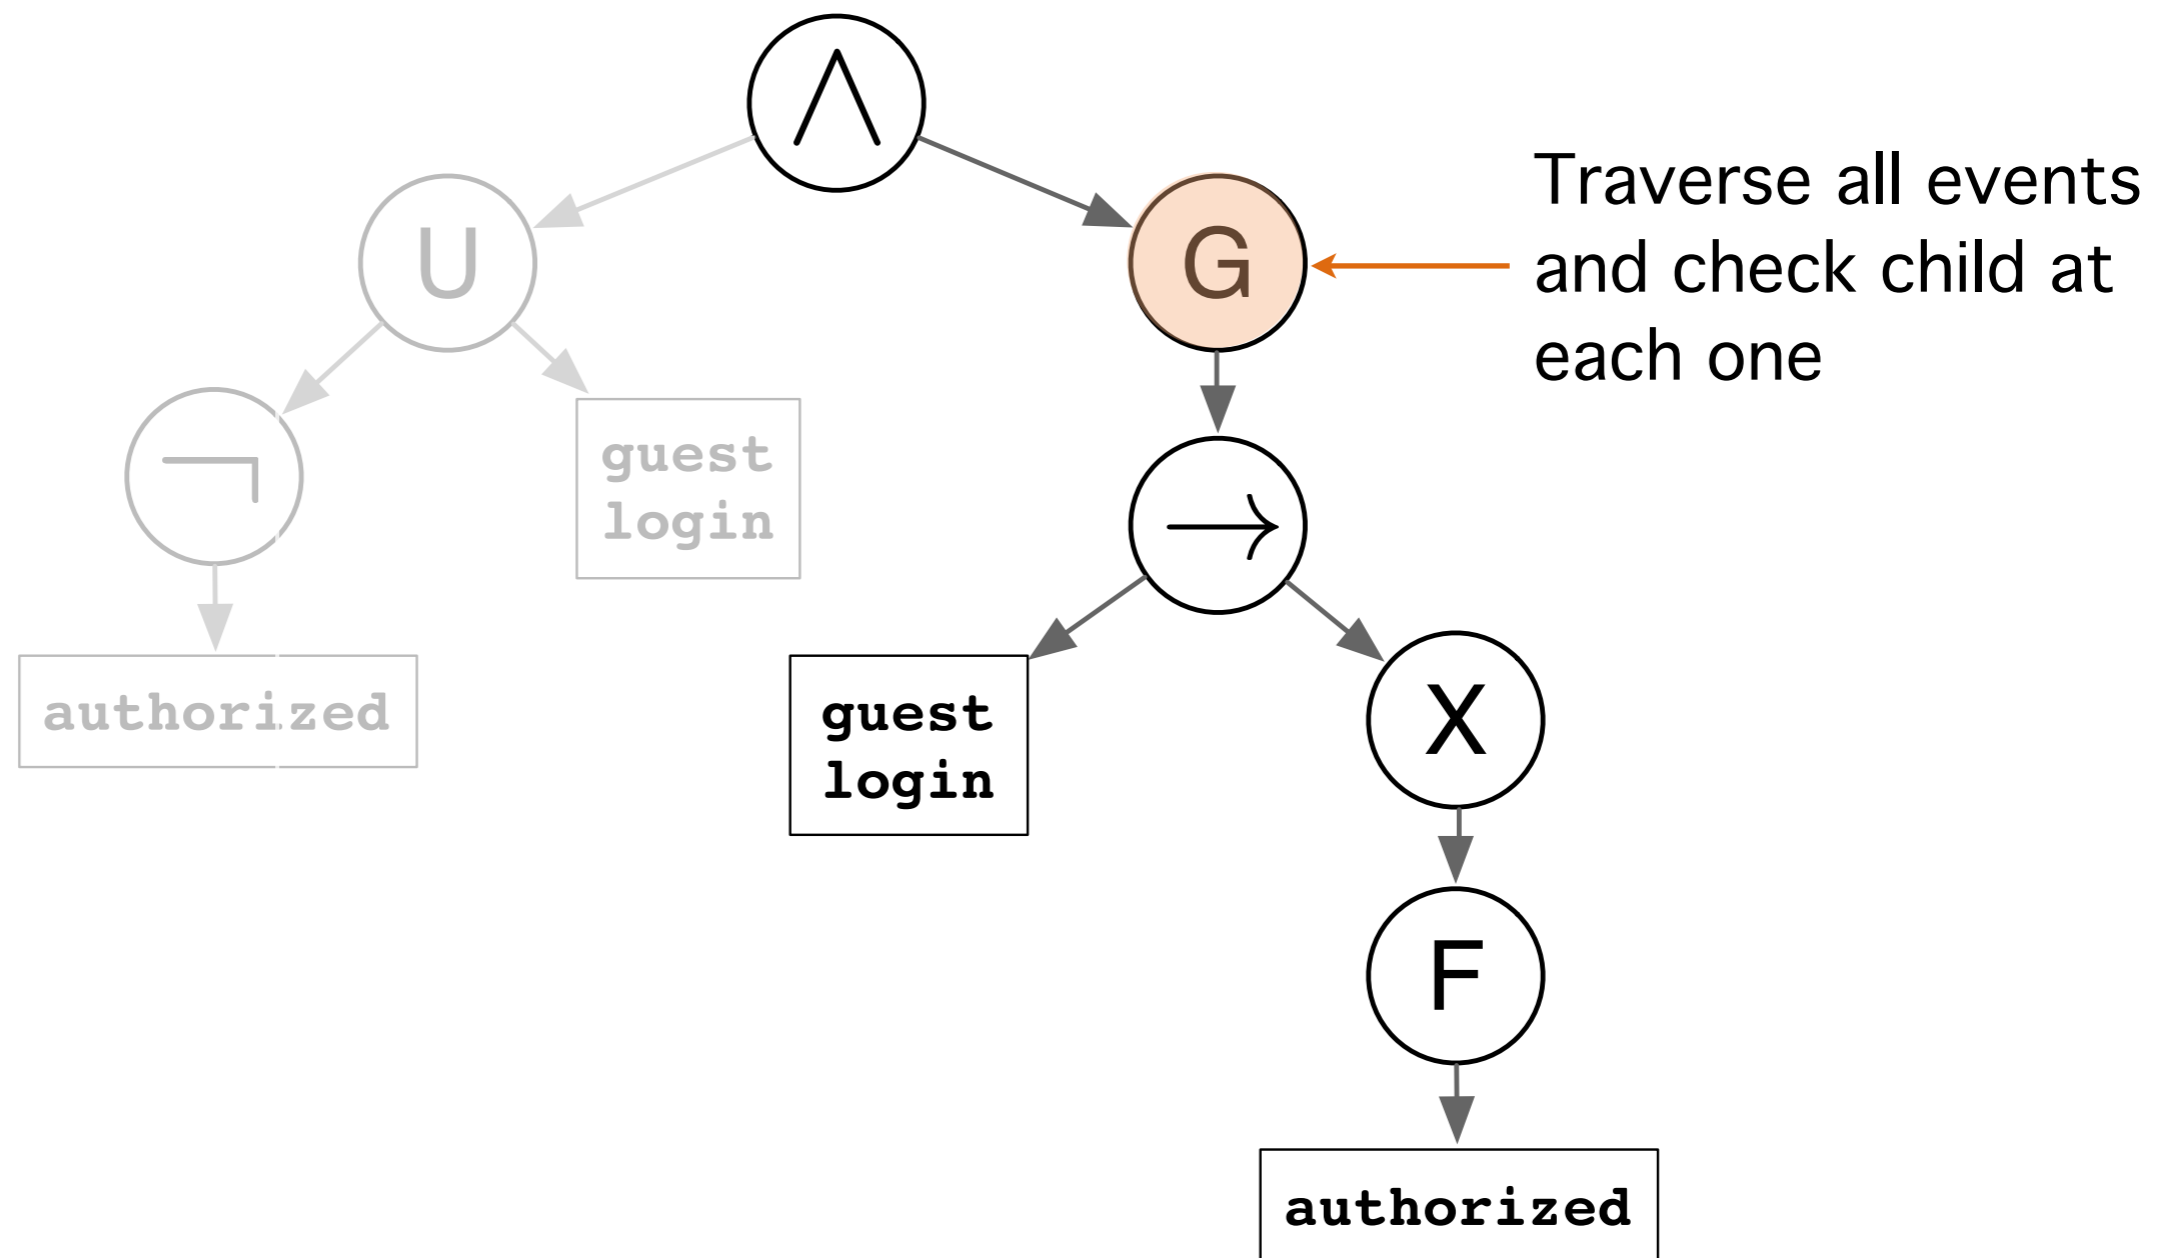 ∧
U
G
Traverse all events
and check child at
each one
¬
guest
login
→
authorized
guest
login
X
F
authorized